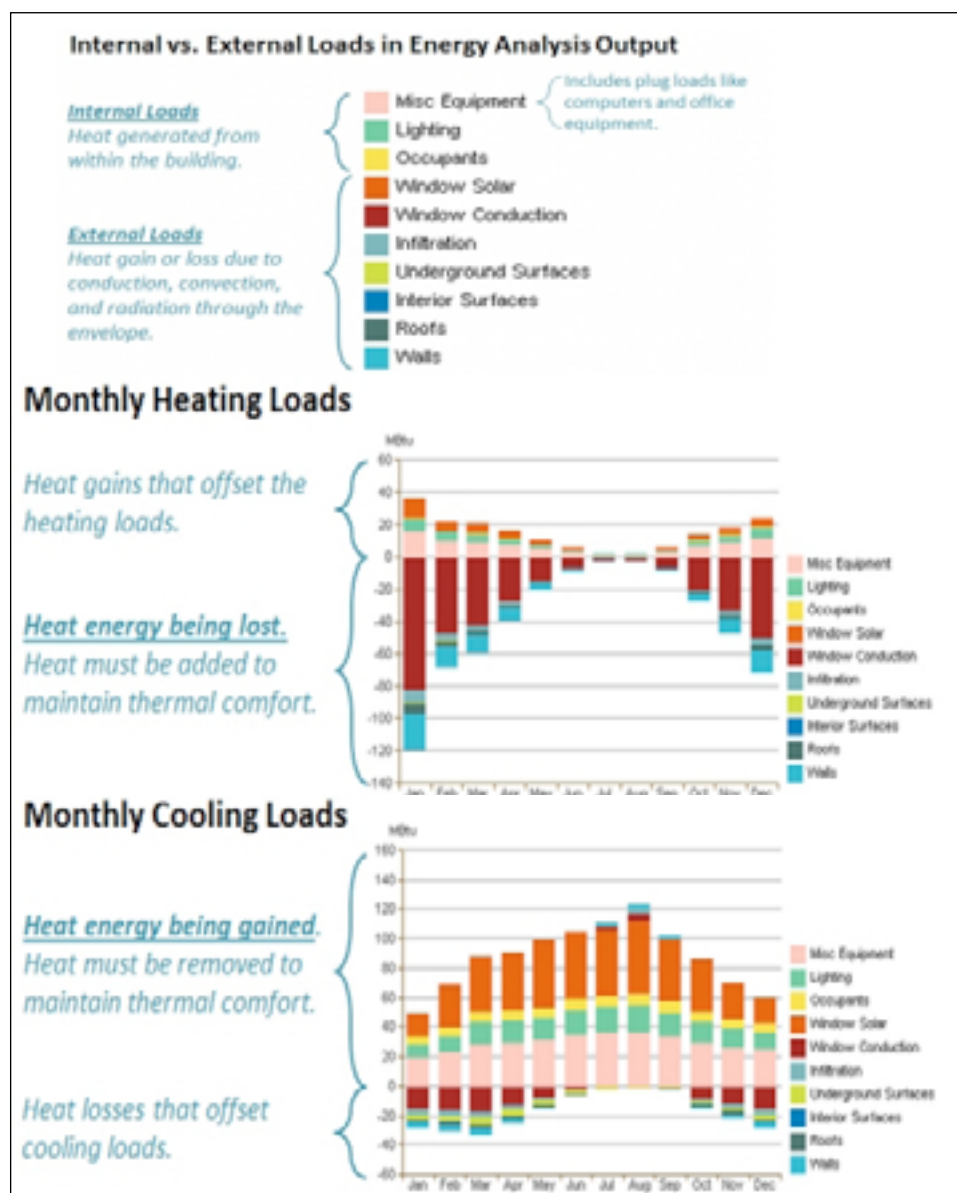 Internal vs. External Loads in Energy Analysis Output
Internal Loads
Heat generated from
within the building.
External Loads
Heat gain or loss due to
conduction, convection,
and radiation through the
envelope.
Misc Equipment
Lighting
Occupants
Window Solar
Window Conduction
Infiltration
Underground Surfaces
Interior Surfaces
Roofs
Walls
Includes plug loads like
computers and office
equipment.
Monthly Heating Loads
Heat gains that offset the
heating loads.
Heat energy being lost.
Heat must be added to
maintain thermal comfort.
MBtu
60
40
20
0
-20
-40
-60
-80
-100
-120
-140
Jan Feb Mar Apr May Jun Jul Aug Sep Oct Nov Dec
Misc Equipment
Lighting
Occupants
Window Solar
Window Conduction
Infiltration
Underground Surfaces
Interior Surfaces
Roofs
Walls
Monthly Cooling Loads
Heat energy being gained.
Heat must be removed to
maintain thermal comfort.
Heat losses that offset
cooling loads.
MBtu
160
140
120
100
80
60
40
20
0
-20
-40
-60
Jan Feb Mar Apr May Jun Jul Aug Sep Oct Nov Dec
Misc Equipment
Lighting
Occupants
Window Solar
Window Conduction
Infiltration
Underground Surfaces
Interior Surfaces
Roofs
Walls